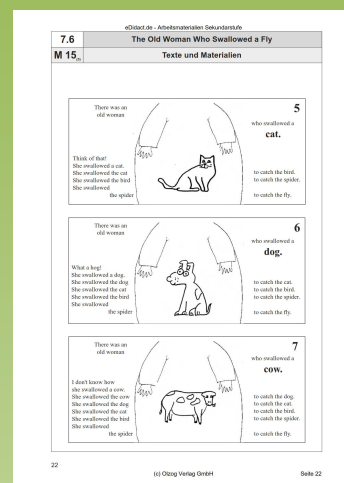 eDidact.de - Arbeitsmaterialien Sekundarstufe
7.6 The Old Woman Who Swallowed a Fly
M 15 Texte und Materialien
There was an
old woman
5
who swallowed a
cat.
Think of that!
She swallowed a cat.
She swallowed the cat to catch the bird.
She swallowed the bird to catch the spider.
She swallowed
the spider to catch the fly.
There was an
old woman
6
who swallowed a
dog.
What a hog!
She swallowed a dog.
She swallowed the dog to catch the cat.
She swallowed the cat to catch the bird.
She swallowed the bird to catch the spider.
She swallowed
the spider to catch the fly.
There was an
old woman
7
who swallowed a
cow.
I don't know how
she swallowed a cow.
She swallowed the cow to catch the dog.
She swallowed the dog to catch the cat.
She swallowed the cat to catch the bird.
She swallowed the bird to catch the spider.
She swallowed
the spider to catch the fly.
22
(c) Olzog Verlag GmbH Seite 22